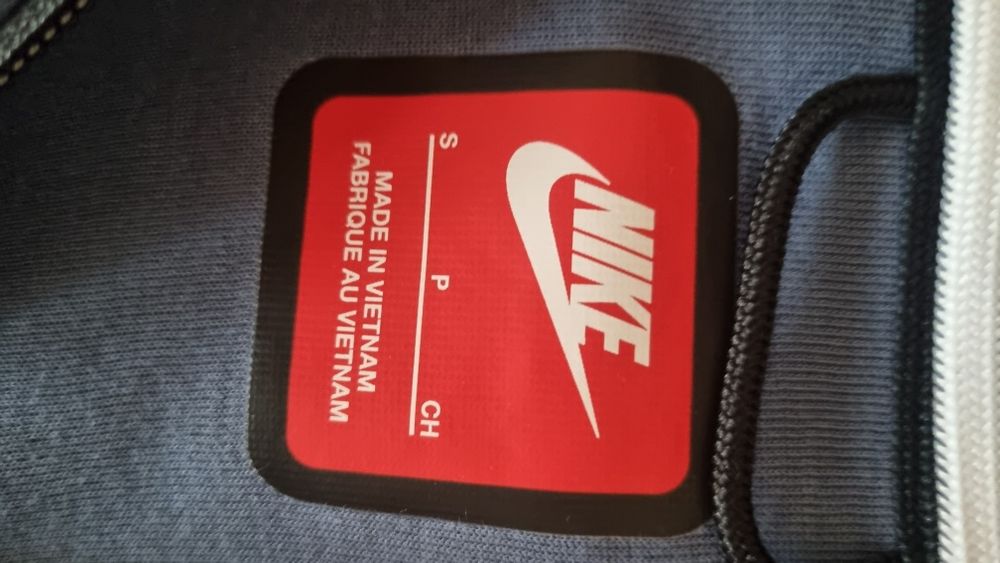 NIKE
S P CH
MADE IN VIETNAM
FABRIQUE AU VIETNAM